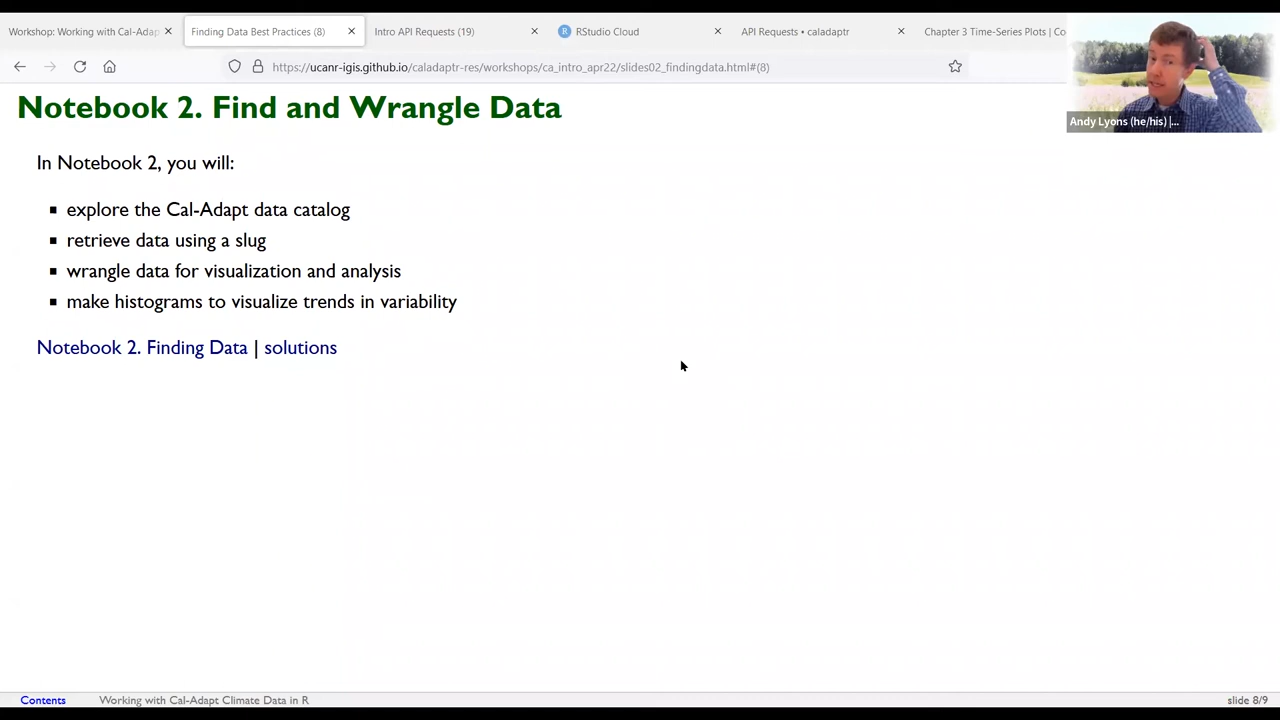 Workshop: Working with Cal-Adap
Finding Data Best Practices (8)
Intro API Requests (19)
RStudio Cloud
API Requests • caladaptr
Chapter 3 Time-Series Plots | Co
https://ucanr-igis.github.io/caladaptr-res/workshops/ca_intro_apr22/slides02_findingdata.html#(8)
Andy Lyons (he/his) |...
Notebook 2. Find and Wrangle Data
In Notebook 2, you will:
explore the Cal-Adapt data catalog
retrieve data using a slug
wrangle data for visualization and analysis
make histograms to visualize trends in variability
Notebook 2. Finding Data | solutions
Contents
Working with Cal-Adapt Climate Data in R
slide 8/9